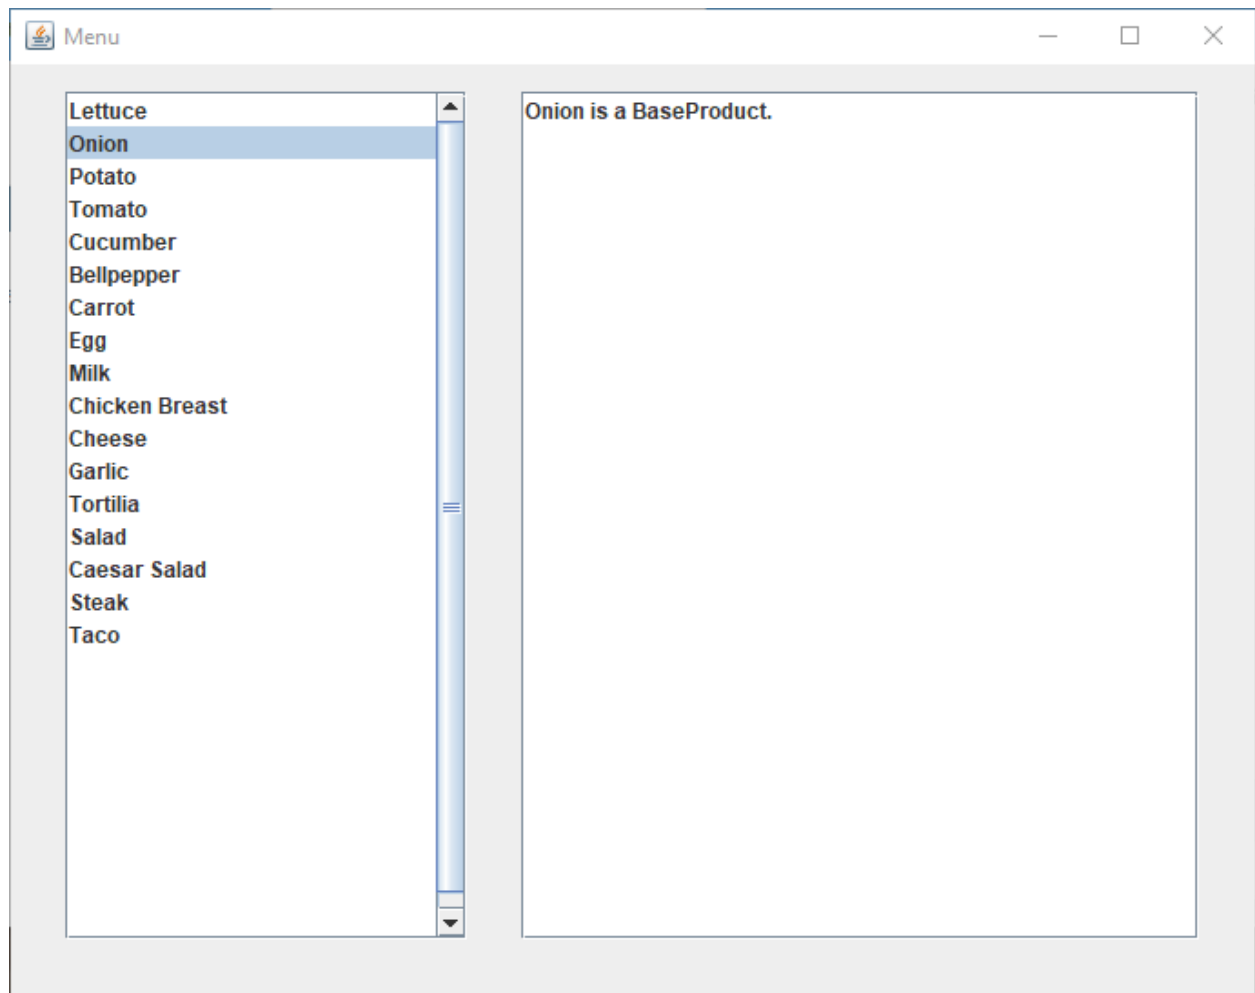 Menu
Lettuce
Onion
Potato
Tomato
Cucumber
Bellpepper
Carrot
Egg
Milk
Chicken Breast
Cheese
Garlic
Tortilia
Salad
Caesar Salad
Steak
Taco
Onion is a BaseProduct.